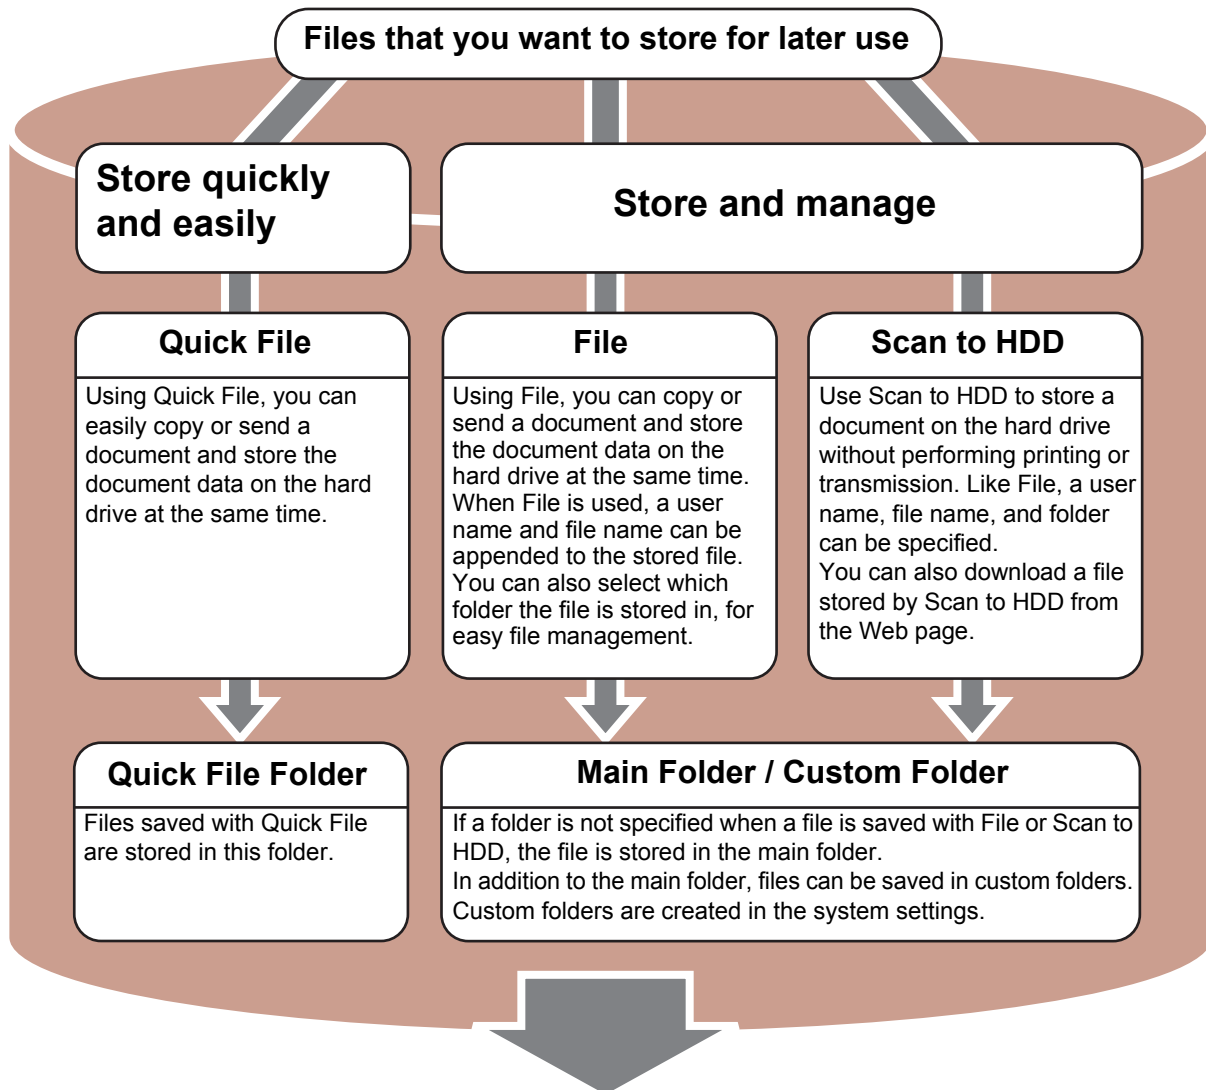 Files that you want to store for later use
Store quickly
and easily
Store and manage
Quick File
Using Quick File, you can
easily copy or send a
document and store the
document data on the hard
drive at the same time.
File
Using File, you can copy or
send a document and store
the document data on the
hard drive at the same time.
When File is used, a user
name and file name can be
appended to the stored file.
You can also select which
folder the file is stored in, for
easy file management.
Scan to HDD
Use Scan to HDD to store a
document on the hard drive
without performing printing or
transmission. Like File, a user
name, file name, and folder
can be specified.
You can also download a file
stored by Scan to HDD from
the Web page.
Quick File Folder
Files saved with Quick File
are stored in this folder.
Main Folder / Custom Folder
If a folder is not specified when a file is saved with File or Scan to
HDD, the file is stored in the main folder.
In addition to the main folder, files can be saved in custom folders.
Custom folders are created in the system settings.